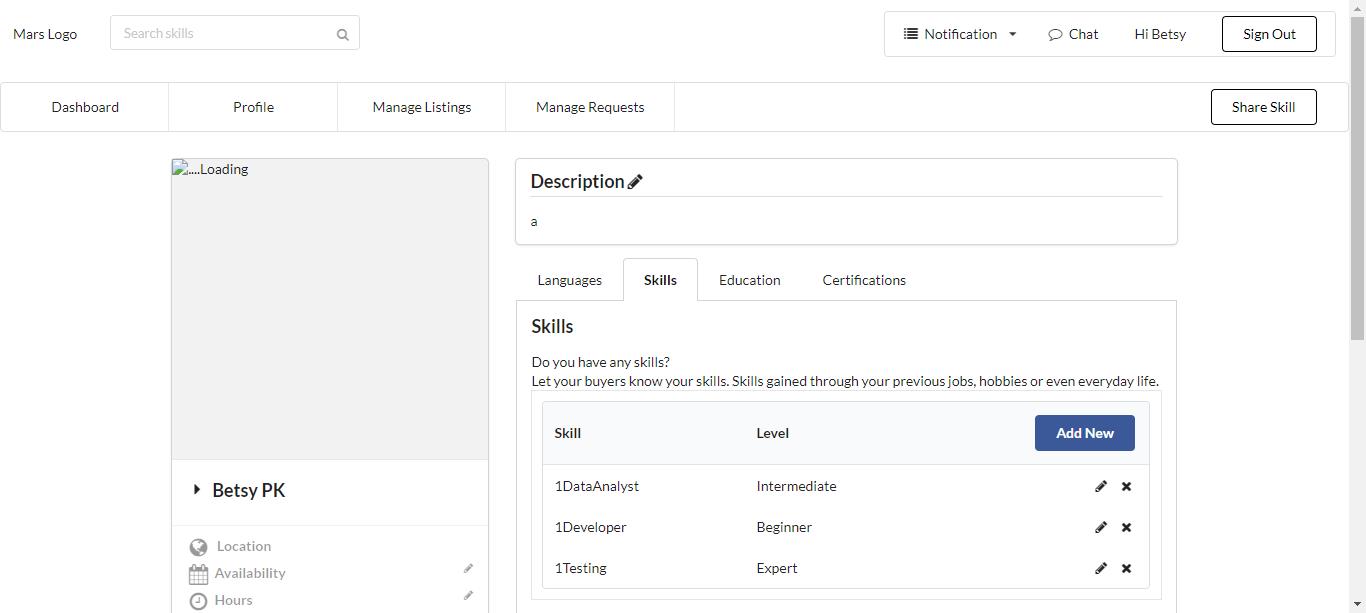 Mars Logo
Search skills
Notification
Chat
Hi Betsy
Sign Out
Dashboard
Profile
Manage Listings
Manage Requests
Share Skill
....Loading
Betsy PK
Location
Availability
Hours
Description
a
Languages
Skills
Education
Certifications
Skills
Do you have any skills?
Let your buyers know your skills. Skills gained through your previous jobs, hobbies or even everyday life.
Skill Level Add New
1DataAnalyst Intermediate
1Developer Beginner
1Testing Expert